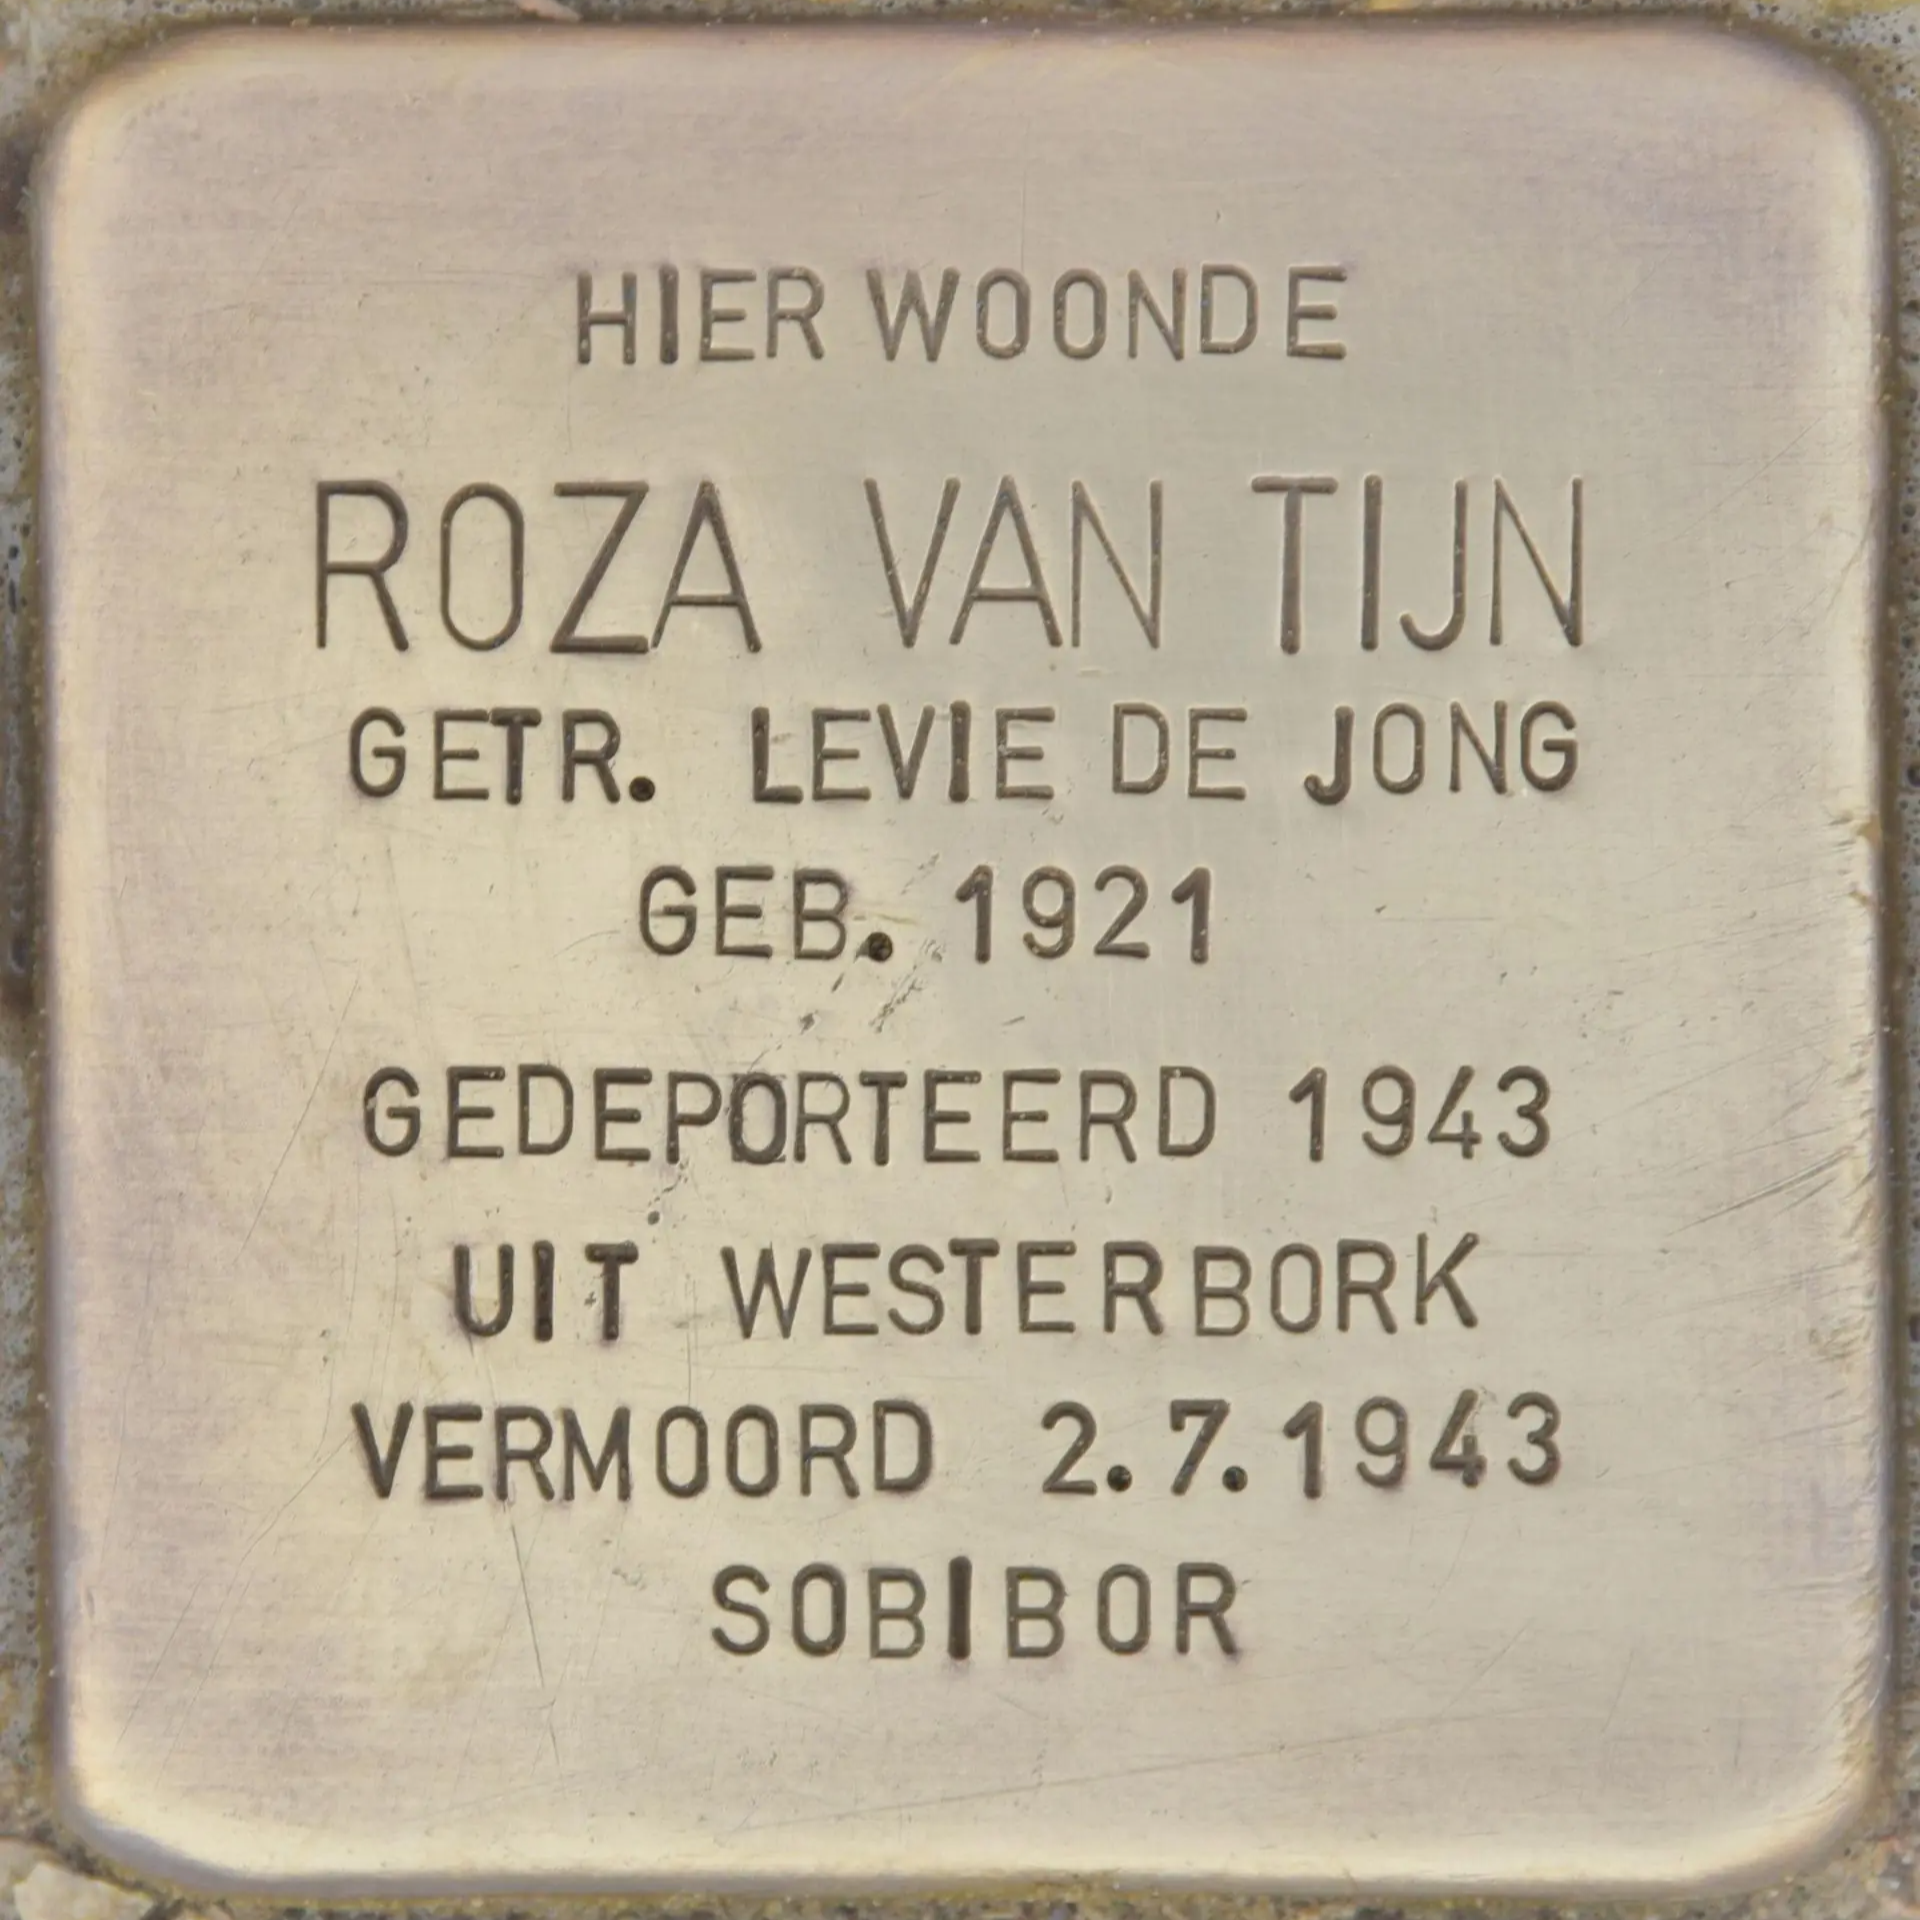 HIER WOONDE
ROZA VAN TIJN
GETR. LEVIE DE JONG
GEB. 1921
GEDEPORTEERD 1943
UIT WESTERBORK
VERMOORD 2.7.1943
SOBIBOR